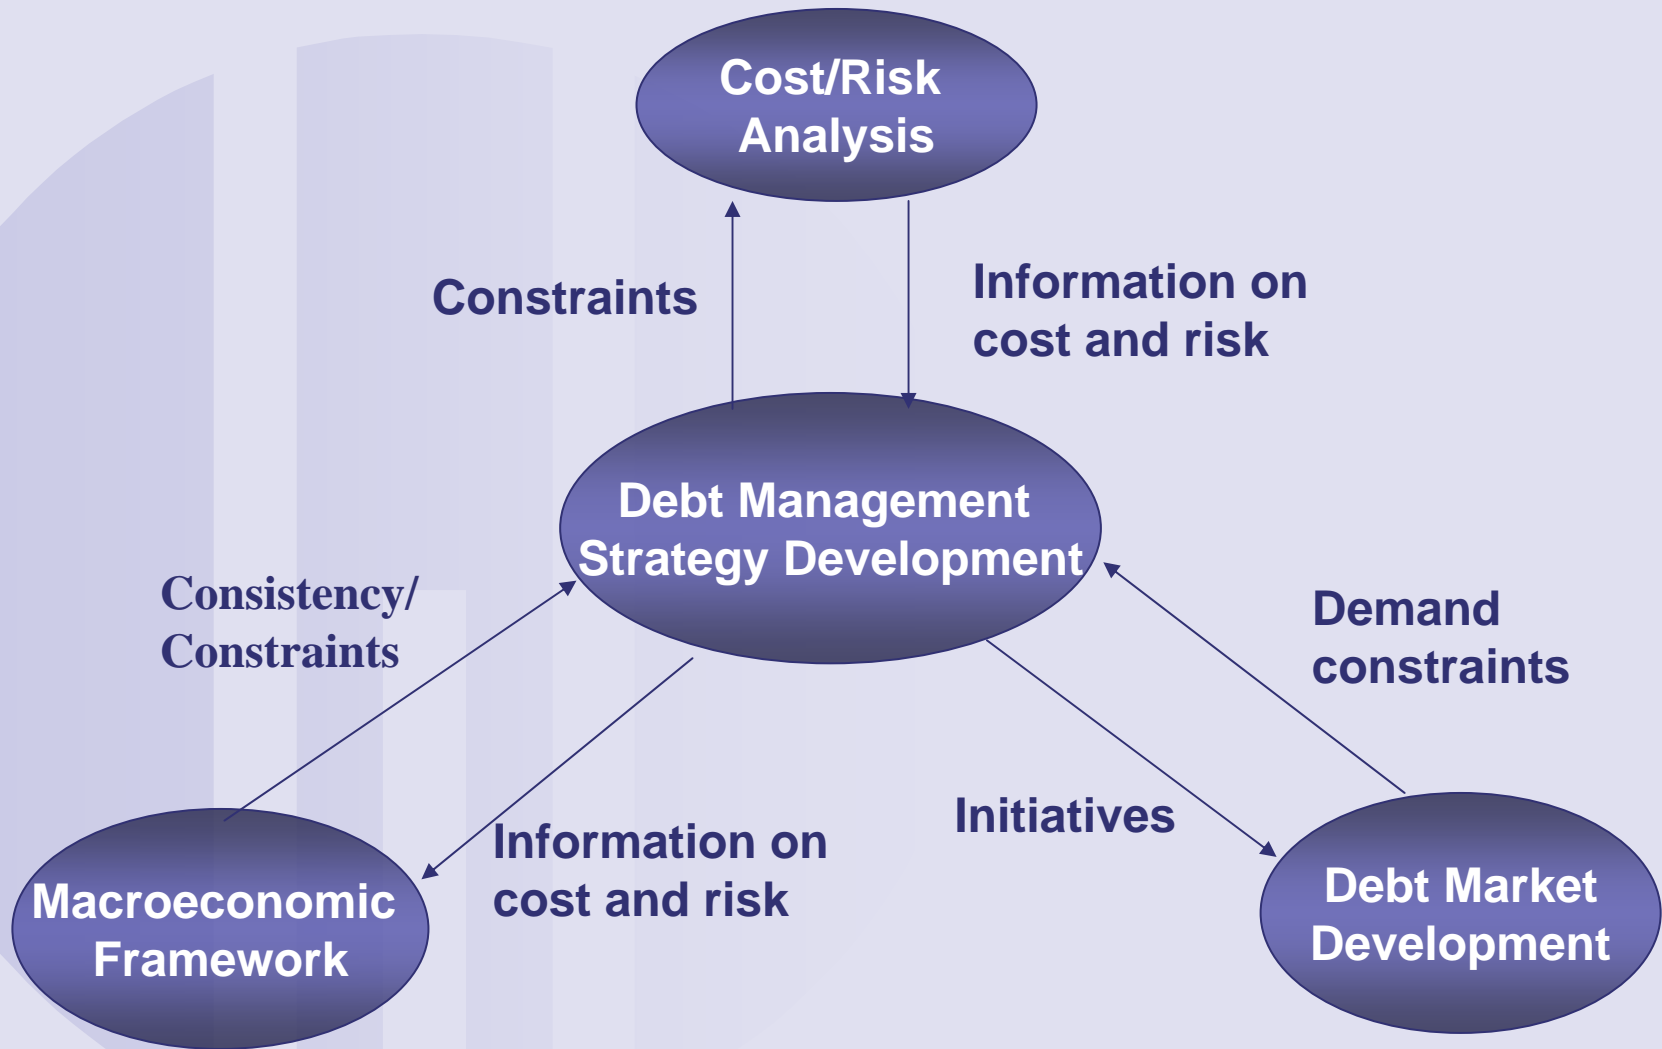 Cost/Risk
Analysis
Constraints
Information on
cost and risk
Debt Management
Strategy Development
Consistency/
Constraints
Demand
constraints
Initiatives
Information on
cost and risk
Macroeconomic
Framework
Debt Market
Development